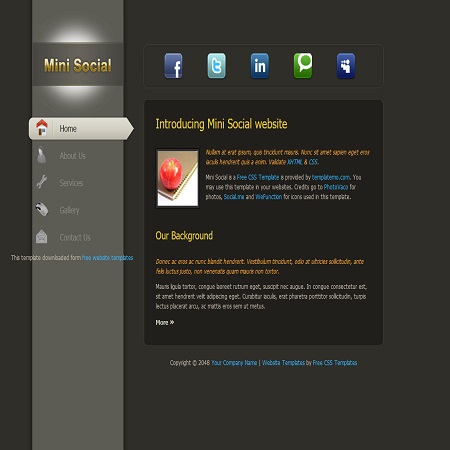 Mini Social
Home
About Us
Services
Gallery
Contact Us
This template downloaded form free website templates
Introducing Mini Social website
Nullam at erat ipsum, quis tincidunt mauris. Nunc sit amet sapien eget eros
iaculis hendrerit quis a enim. Validate XHTML & CSS.
Mini Social is a Free CSS Template is provided by templatemo.com. You
may use this template in your websites. Credits go to PhotoVaco for
photos, Social.me and WeFunction for icons used in this template.
Our Background
Donec ac eros ac nunc blandit hendrerit. Vestibulum tincidunt, odio at ultricies sollicitudin, ante
felis luctus justo, non venenatis quam mauris non tortor.
Mauris ligula tortor, congue laoreet rutrum eget, suscipit nec augue. In congue consectetur est,
sit amet hendrerit velit adipiscing eget. Curabitur iaculis, erat pharetra porttitor sollicitudin, turpis
lectus placerat arcu, ac mattis eros sem ut metus.
More »
Copyright © 2048 Your Company Name | Website Templates by Free CSS Templates